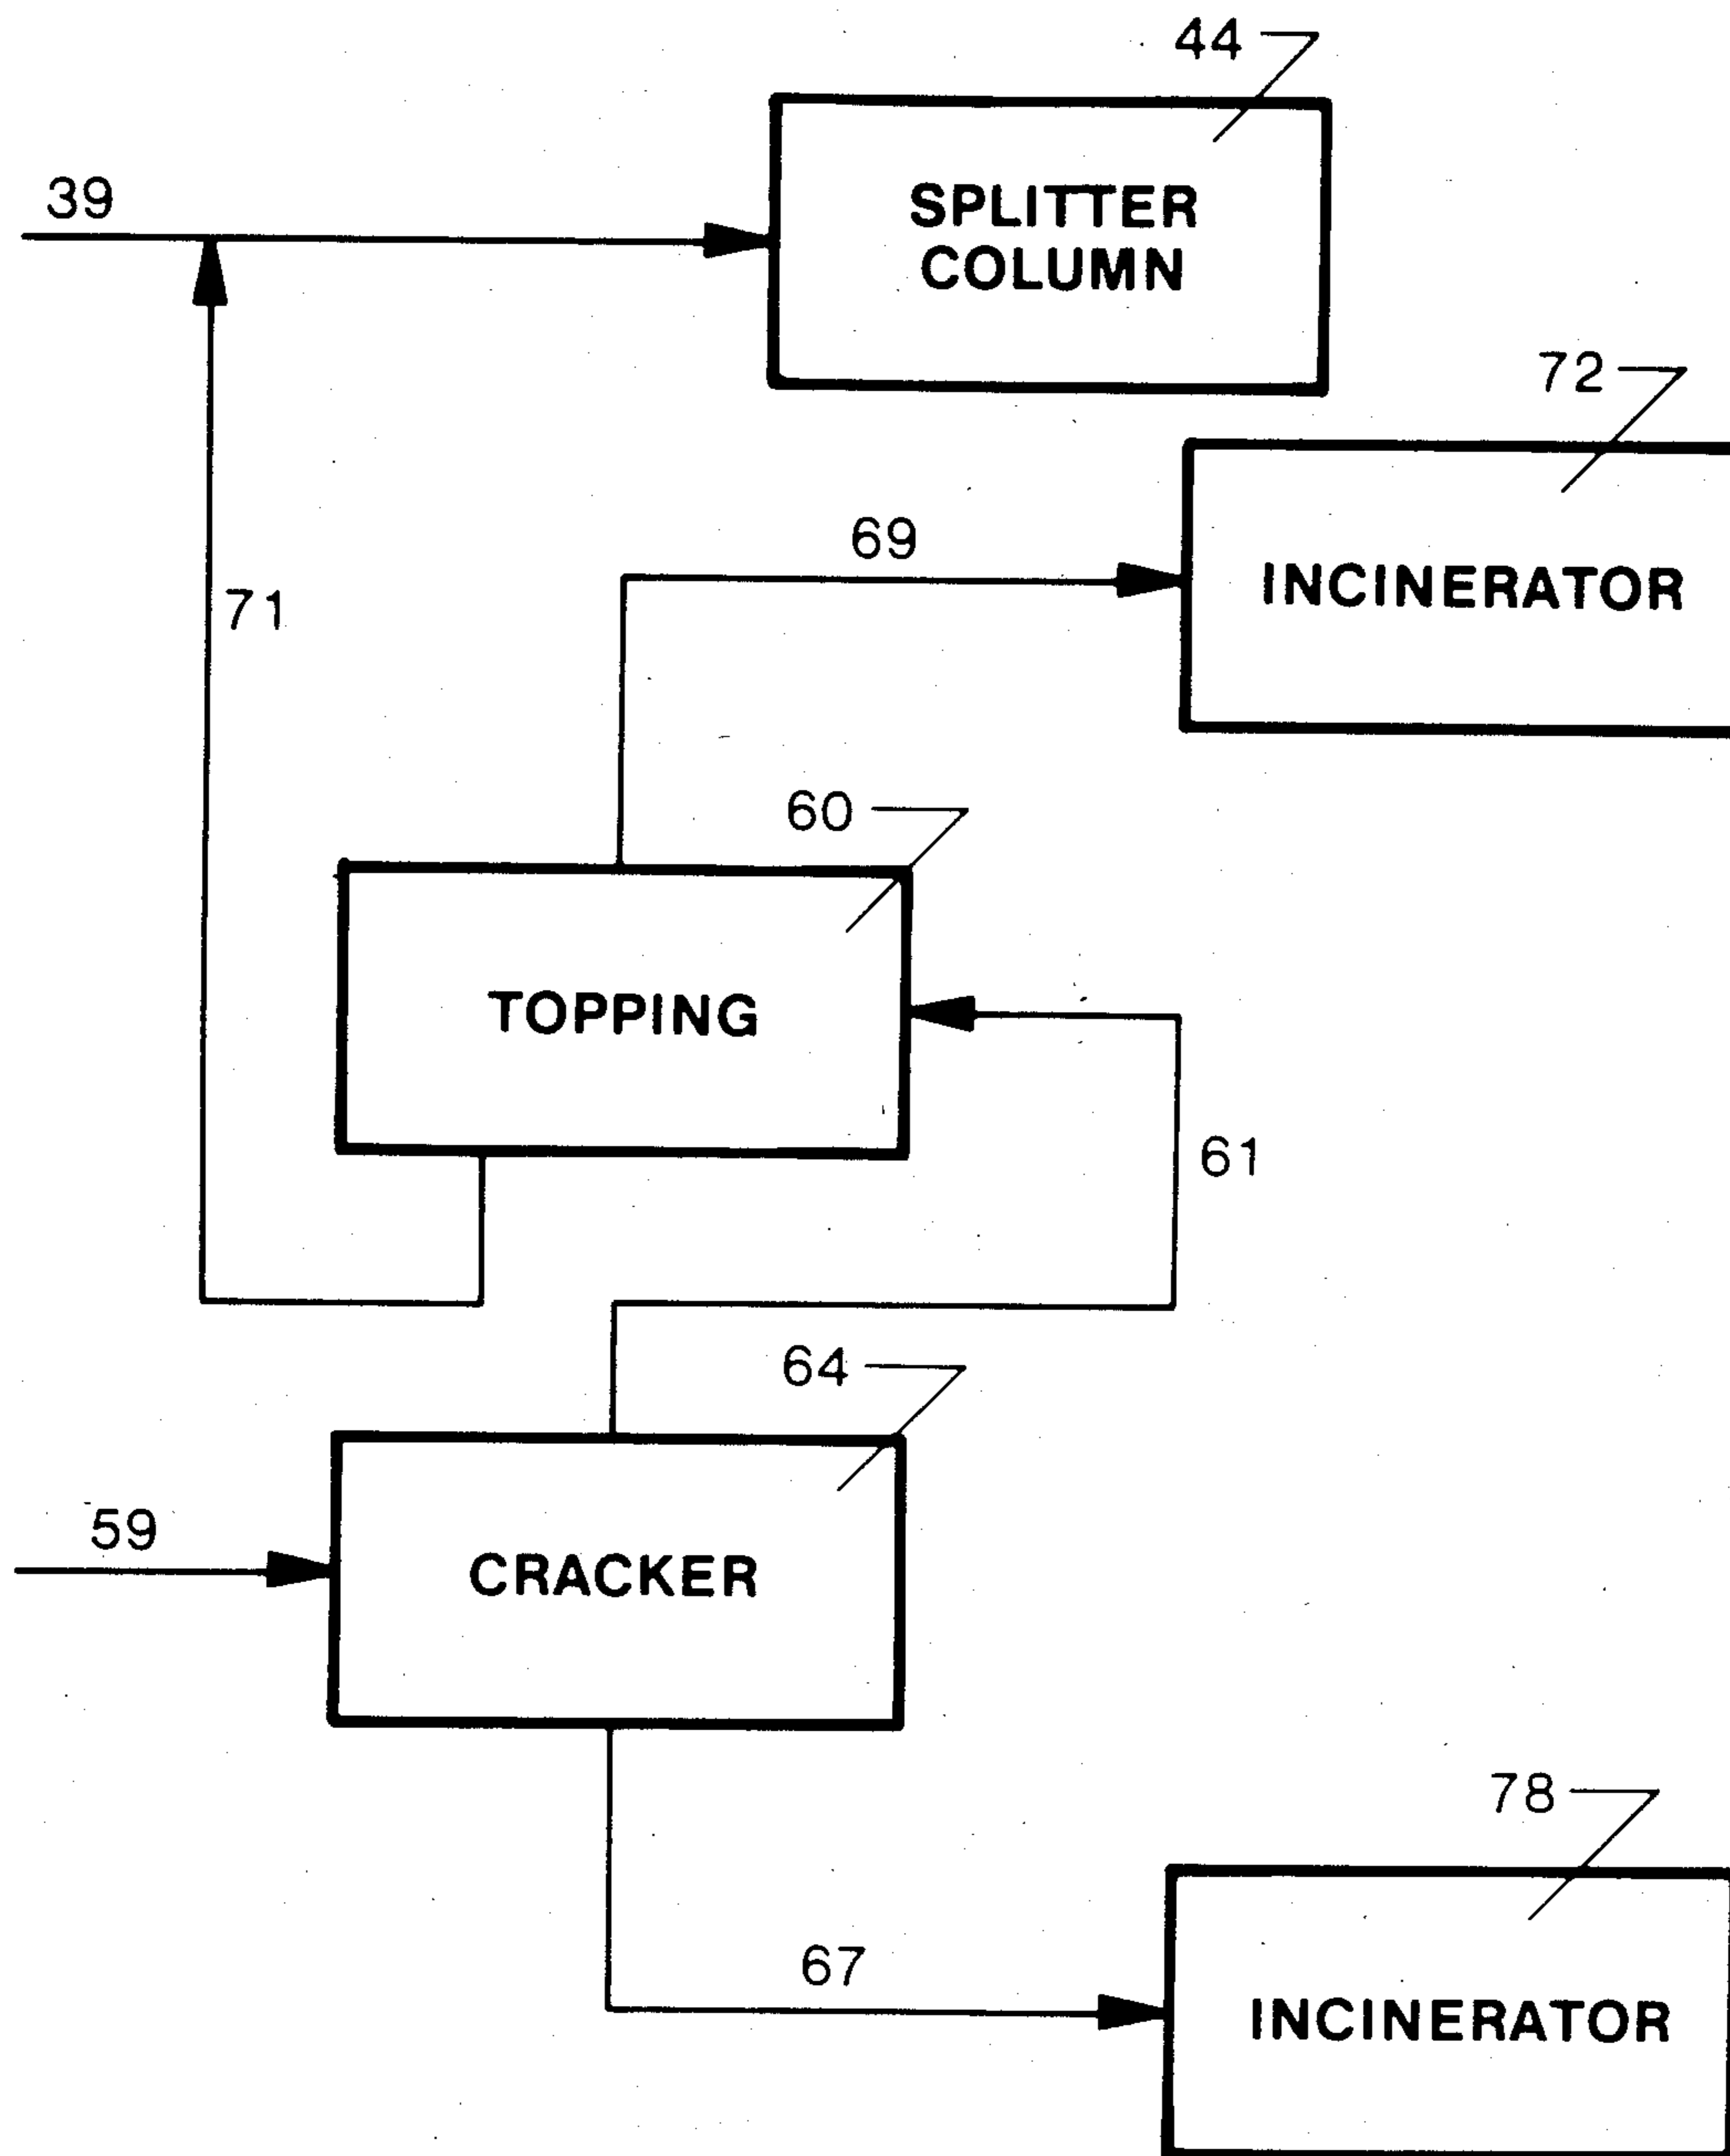 44
39
SPLITTER
COLUMN
72
69
INCINERATOR
71
60
TOPPING
61
64
59
CRACKER
78
67
INCINERATOR